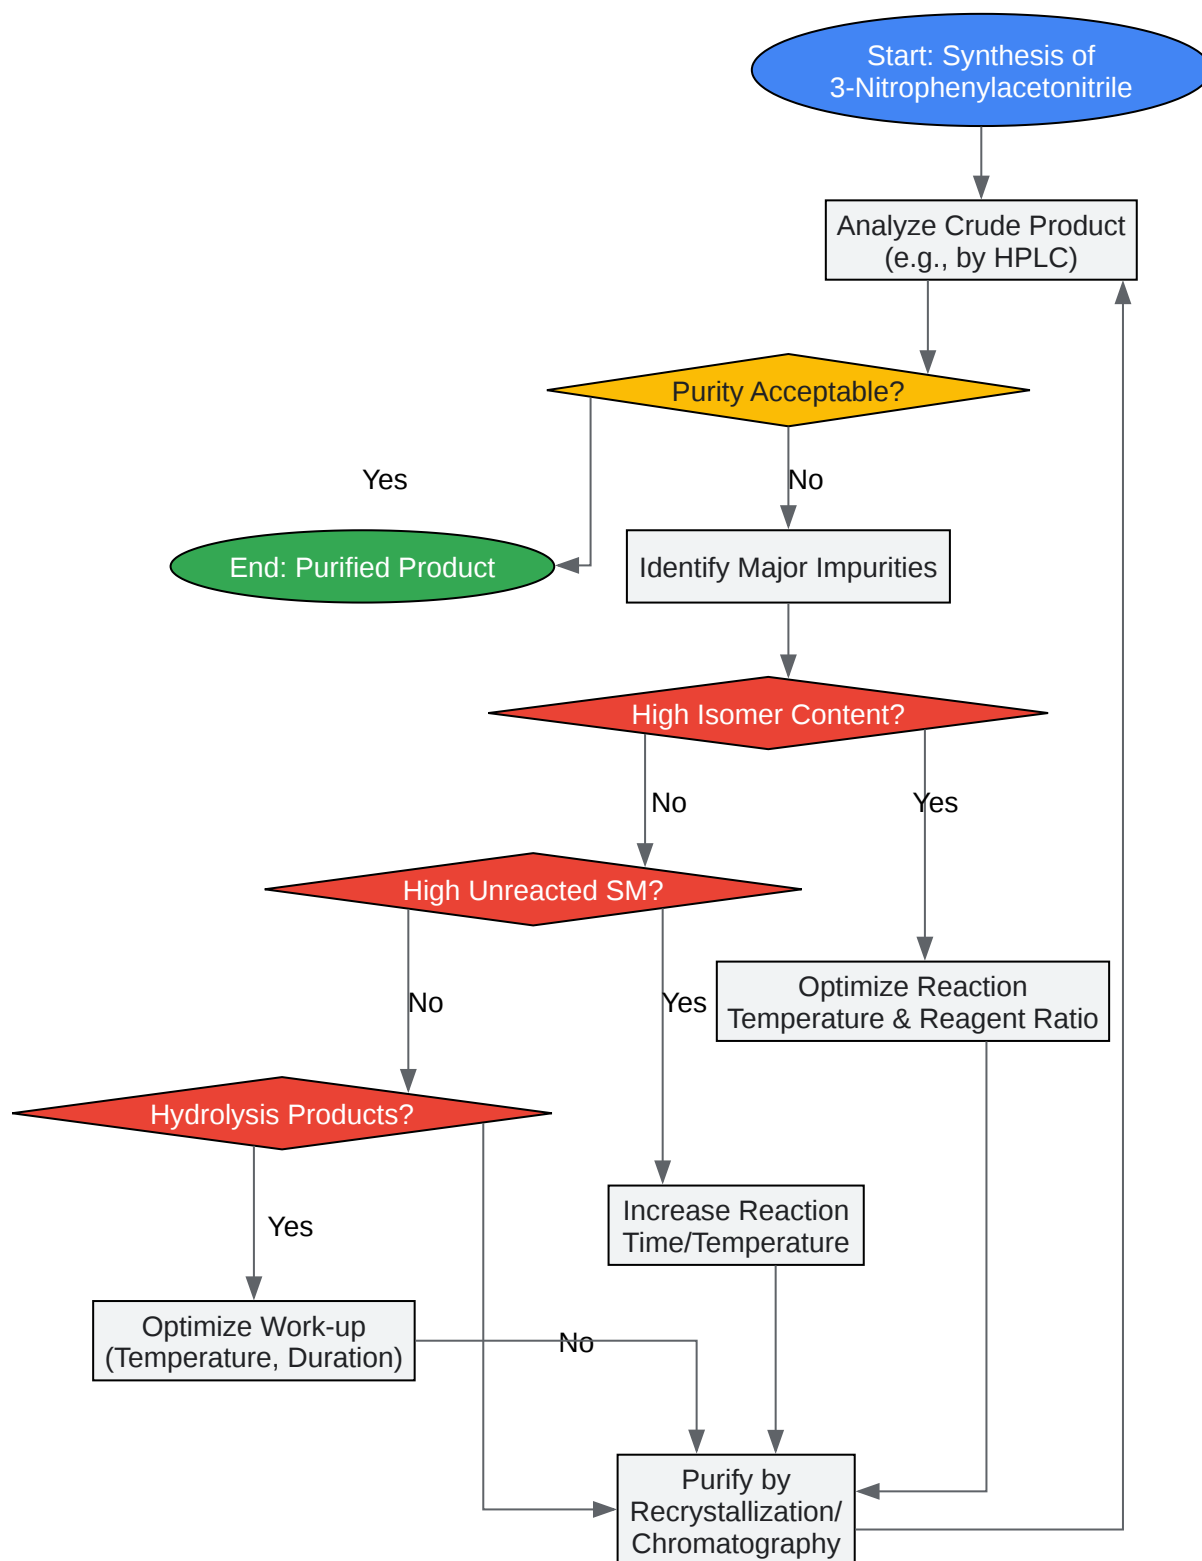 Start: Synthesis of
3-Nitrophenylacetonitrile
Analyze Crude Product
(e.g., by HPLC)
Purity Acceptable?
Yes
No
End: Purified Product
Identify Major Impurities
High Isomer Content?
No
Yes
High Unreacted SM?
Optimize Reaction
Temperature & Reagent Ratio
No
Yes
Hydrolysis Products?
Increase Reaction
Time/Temperature
Yes
Optimize Work-up
(Temperature, Duration)
No
Purify by
Recrystallization/
Chromatography